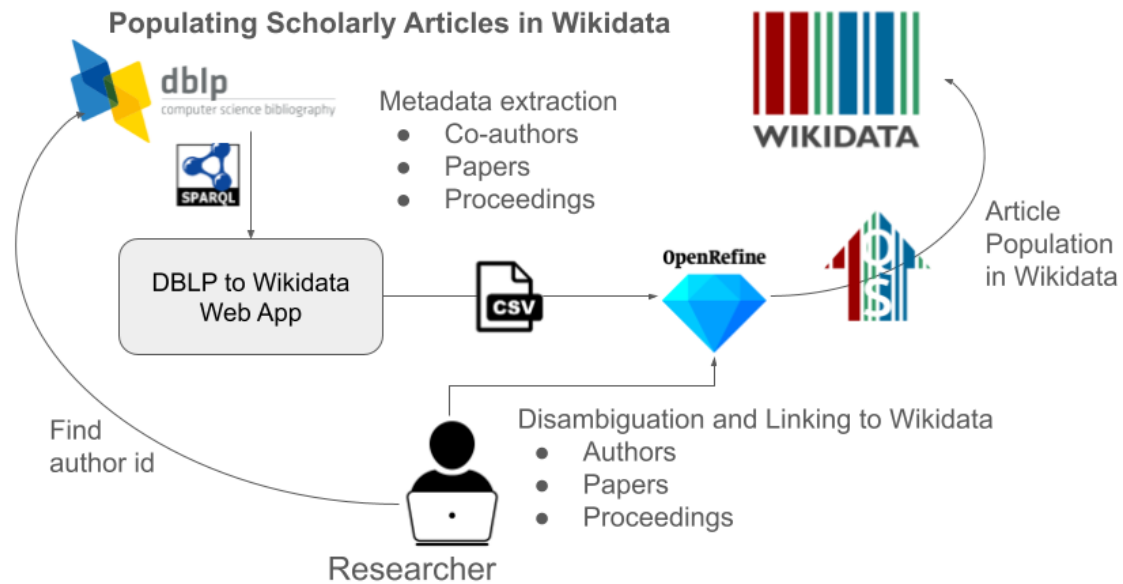 Populating Scholarly Articles in Wikidata
dblp
computer science bibliography
SPARQL
Metadata extraction
● Co-authors
● Papers
● Proceedings
WIKIDATA
Article
Population
in Wikidata
DBLP to Wikidata
Web App
CSV
OpenRefine
QS
Find
author id
Disambiguation and Linking to Wikidata
● Authors
● Papers
● Proceedings
Researcher